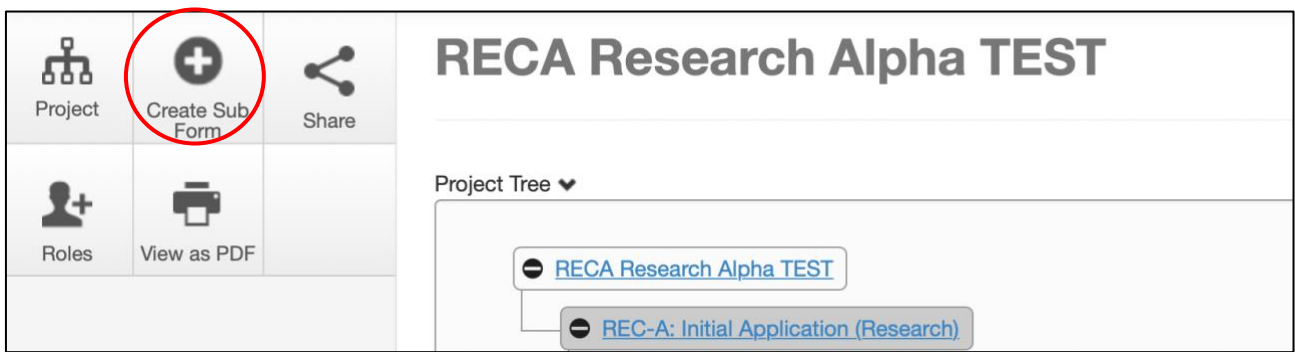 RECA Research Alpha TEST
Project
Create Sub
Form
Share
Roles
View as PDF
Project Tree
RECA Research Alpha TEST
REC-A: Initial Application (Research)